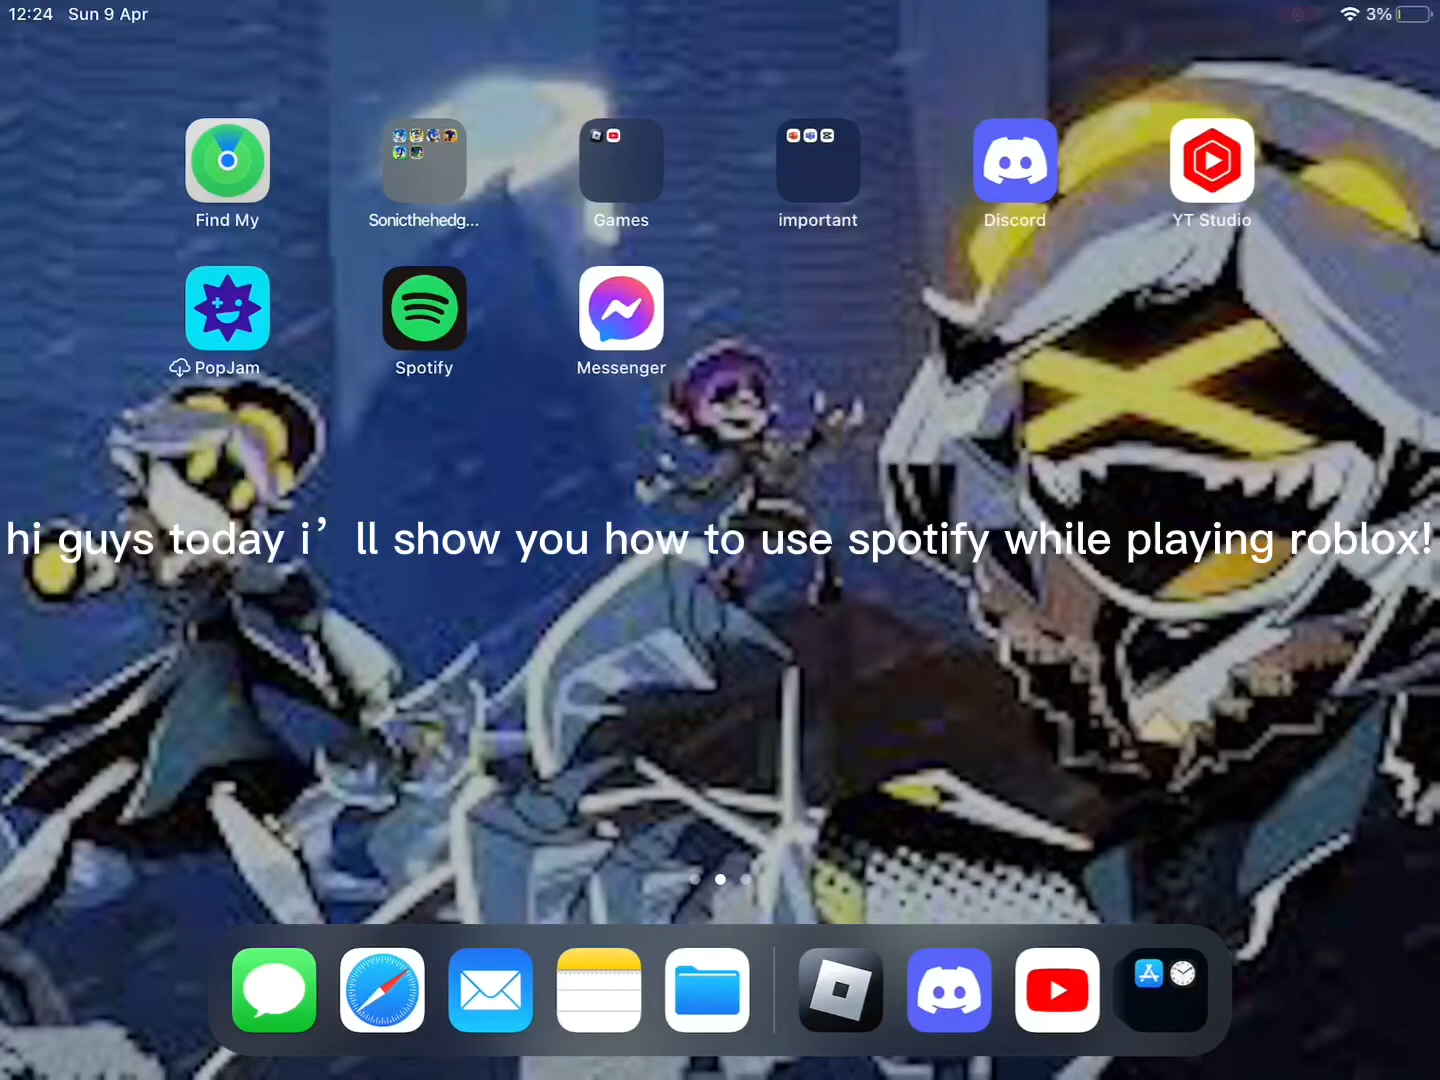 12:24 Sun 9 Apr 3%
Find My Sonicthehedg... Games important Discord YT Studio
PopJam Spotify Messenger
hi guys today i’ll show you how to use spotify while playing roblox!